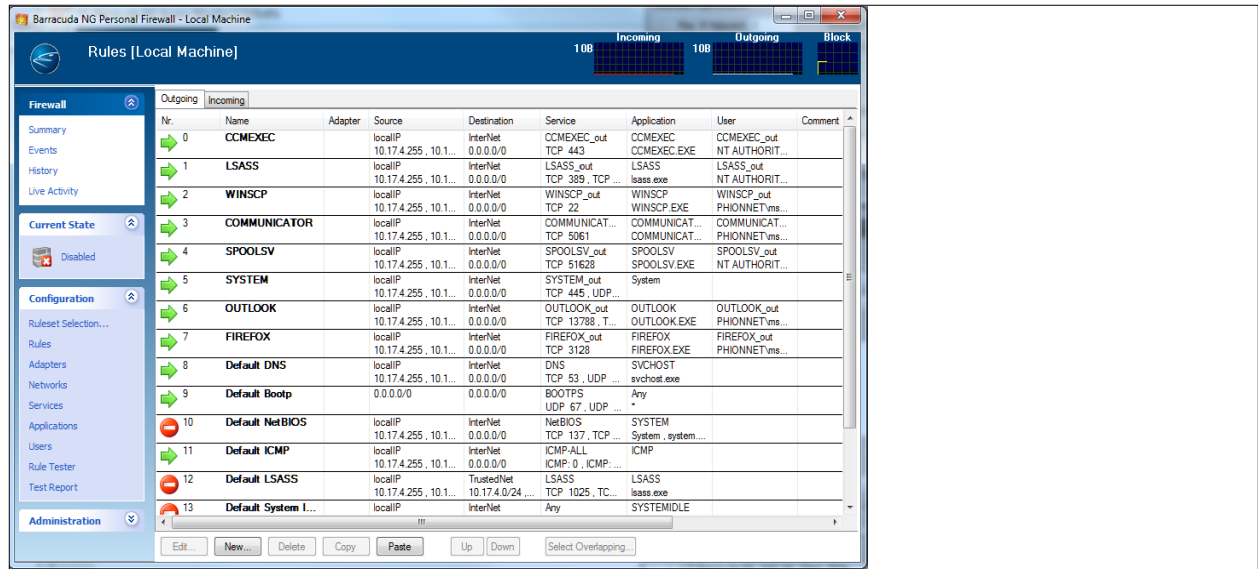 Barracuda NG Personal Firewall - Local Machine
Rules [Local Machine]
Incoming
10B
Outgoing
10B
Block
Firewall
Summary
Events
History
Live Activity
Current State
Disabled
Configuration
Ruleset Selection...
Rules
Adapters
Networks
Services
Applications
Users
Rule Tester
Test Report
Administration
Outgoing Incoming
Nr. Name Adapter Source Destination Service Application User Comment
0 CCMEXEC localIP InterNet CCMEXEC_out CCMEXEC CCMEXEC_out
10.17.4.255 , 10.1... 0.0.0.0/0 TCP 443 CCMEXEC.EXE NT AUTHORIT...
1 LSASS localIP InterNet LSASS_out LSASS LSASS_out
10.17.4.255 , 10.1... 0.0.0.0/0 TCP 389 , TCP ... lsass.exe NT AUTHORIT...
2 WINSCP localIP InterNet WINSCP_out WINSCP WINSCP_out
10.17.4.255 , 10.1... 0.0.0.0/0 TCP 22 WINSCP.EXE PHIONNET\ms...
3 COMMUNICATOR localIP InterNet COMMUNICAT... COMMUNICAT... COMMUNICAT...
10.17.4.255 , 10.1... 0.0.0.0/0 TCP 5061 COMMUNICAT... PHIONNET\ms...
4 SPOOLSV localIP InterNet SPOOLSV_out SPOOLSV SPOOLSV_out
10.17.4.255 , 10.1... 0.0.0.0/0 TCP 51628 SPOOLSV.EXE NT AUTHORIT...
5 SYSTEM localIP InterNet SYSTEM_out System
10.17.4.255 , 10.1... 0.0.0.0/0 TCP 445 , UDP...
6 OUTLOOK localIP InterNet OUTLOOK_out OUTLOOK OUTLOOK_out
10.17.4.255 , 10.1... 0.0.0.0/0 TCP 13788 , T... OUTLOOK.EXE PHIONNET\ms...
7 FIREFOX localIP InterNet FIREFOX_out FIREFOX FIREFOX_out
10.17.4.255 , 10.1... 0.0.0.0/0 TCP 3128 FIREFOX.EXE PHIONNET\ms...
8 Default DNS localIP InterNet DNS SVCHOST
10.17.4.255 , 10.1... 0.0.0.0/0 TCP 53 , UDP ... svchost.exe
9 Default Bootp 0.0.0.0/0 0.0.0.0/0 BOOTPS Any
UDP 67 , UDP ... *
10 Default NetBIOS localIP InterNet NetBIOS SYSTEM
10.17.4.255 , 10.1... 0.0.0.0/0 TCP 137 , TCP ... System , system....
11 Default ICMP localIP InterNet ICMP-ALL ICMP
10.17.4.255 , 10.1... 0.0.0.0/0 ICMP: 0 , ICMP: ...
12 Default LSASS localIP TrustedNet LSASS LSASS
10.17.4.255 , 10.1... 10.17.4.0/24 ,... TCP 1025 , TC... lsass.exe
13 Default System I... localIP InterNet Any SYSTEMIDLE
Edit... New... Delete Copy Paste Up Down Select Overlapping...